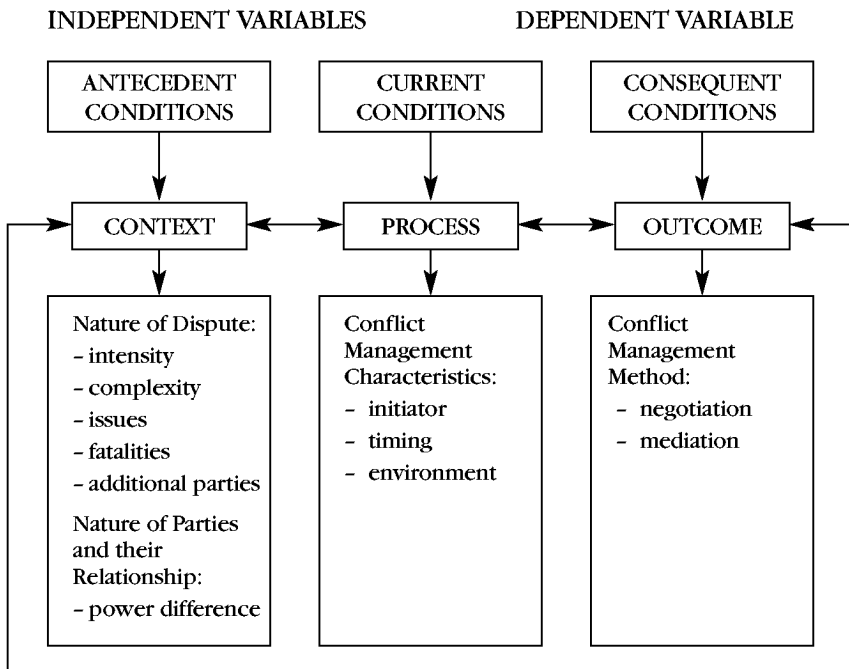 INDEPENDENT VARIABLES
DEPENDENT VARIABLE
ANTECEDENT
CONDITIONS
CURRENT
CONDITIONS
CONSEQUENT
CONDITIONS
CONTEXT
PROCESS
OUTCOME
Nature of Dispute:
– intensity
– complexity
– issues
– fatalities
– additional parties
Nature of Parties
and their
Relationship:
– power difference
Conflict
Management
Characteristics:
– initiator
– timing
– environment
Conflict
Management
Method:
– negotiation
– mediation